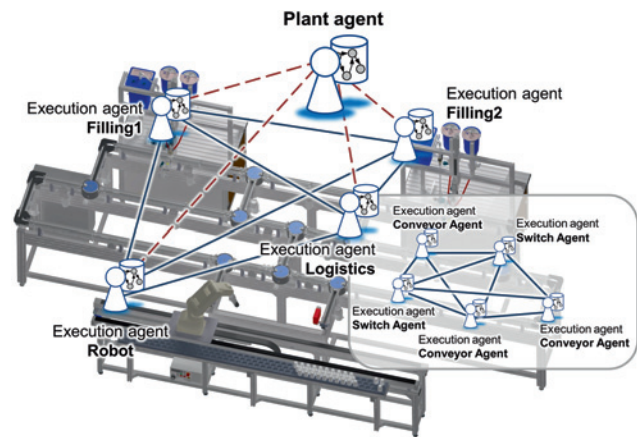 Plant agent
Execution agent
Filling1
Execution agent
Filling2
Execution agent
Logistics
Execution agent
Robot
Execution agent
Conveyor Agent
Execution agent
Switch Agent
Execution agent
Switch Agent
Execution agent
Conveyor Agent
Execution agent
Conveyor Agent